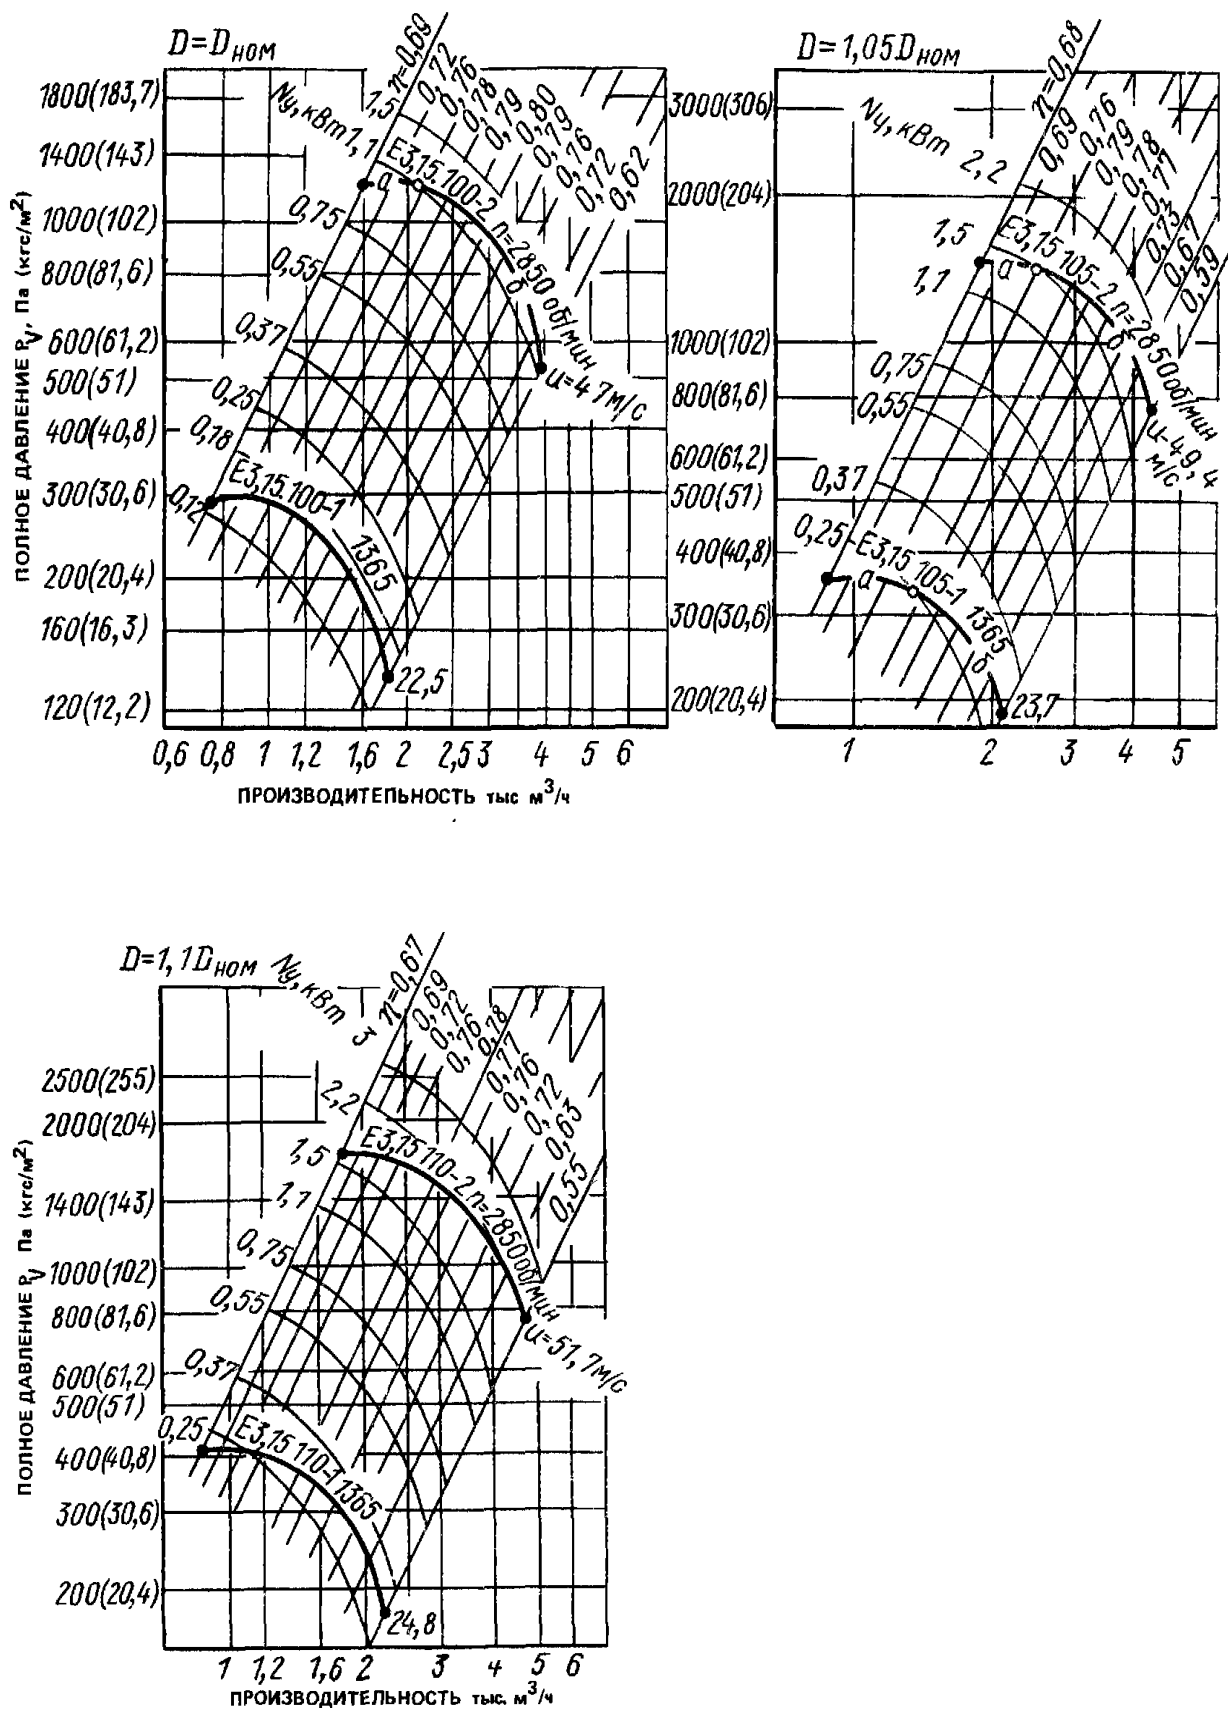 D=Dном
Nу, кВт
η=0,69
0,72
0,76
0,78
0,79
0,80
0,79
0,76
0,72
0,62
1,5
1,1
0,75
0,55
0,37
0,25
0,18
0,12
1800(183,7)
1400(143)
1000(102)
800(81,6)
600(61,2)
500(51)
400(40,8)
300(30,6)
200(20,4)
160(16,3)
120(12,2)
ПОЛНОЕ ДАВЛЕНИЕ Pv, Па (кгс/м²)
а
Е3,15.100-2 n=2850 об/мин
б
u=47м/с
Е3,15.100-1 1365
22,5
0,6 0,8 1 1,2 1,6 2 2,5 3 4 5 6
ПРОИЗВОДИТЕЛЬНОСТЬ тыс м³/ч
D=1,05Dном
Nу, кВт
η=0,68
0,69
0,76
0,79
0,78
0,77
0,73
0,67
0,59
2,2
1,5
1,1
0,75
0,55
0,37
0,25
3000(306)
2000(204)
1000(102)
800(81,6)
600(61,2)
500(51)
400(40,8)
300(30,6)
200(20,4)
а
Е3,15 105-2 n=2850об/мин
б
u-49,4
м/с
Е3,15 105-1 1365
а
б
23,7
1 2 3 4 5
D=1,1Dном
Nу, кВт
η=0,67
0,69
0,72
0,76
0,78
0,77
0,76
0,72
0,63
0,55
3
2,2
1,5
1,1
0,75
0,55
0,37
0,25
2500(255)
2000(204)
1400(143)
1000(102)
800(81,6)
600(61,2)
500(51)
400(40,8)
300(30,6)
200(20,4)
ПОЛНОЕ ДАВЛЕНИЕ Pv Па (кгс/м²)
Е3,15 110-2 n=2850об/мин
u=51,7м/с
Е3,15 110-1 1365
24,8
1 1,2 1,6 2 3 4 5 6
ПРОИЗВОДИТЕЛЬНОСТЬ тыс. м³/ч